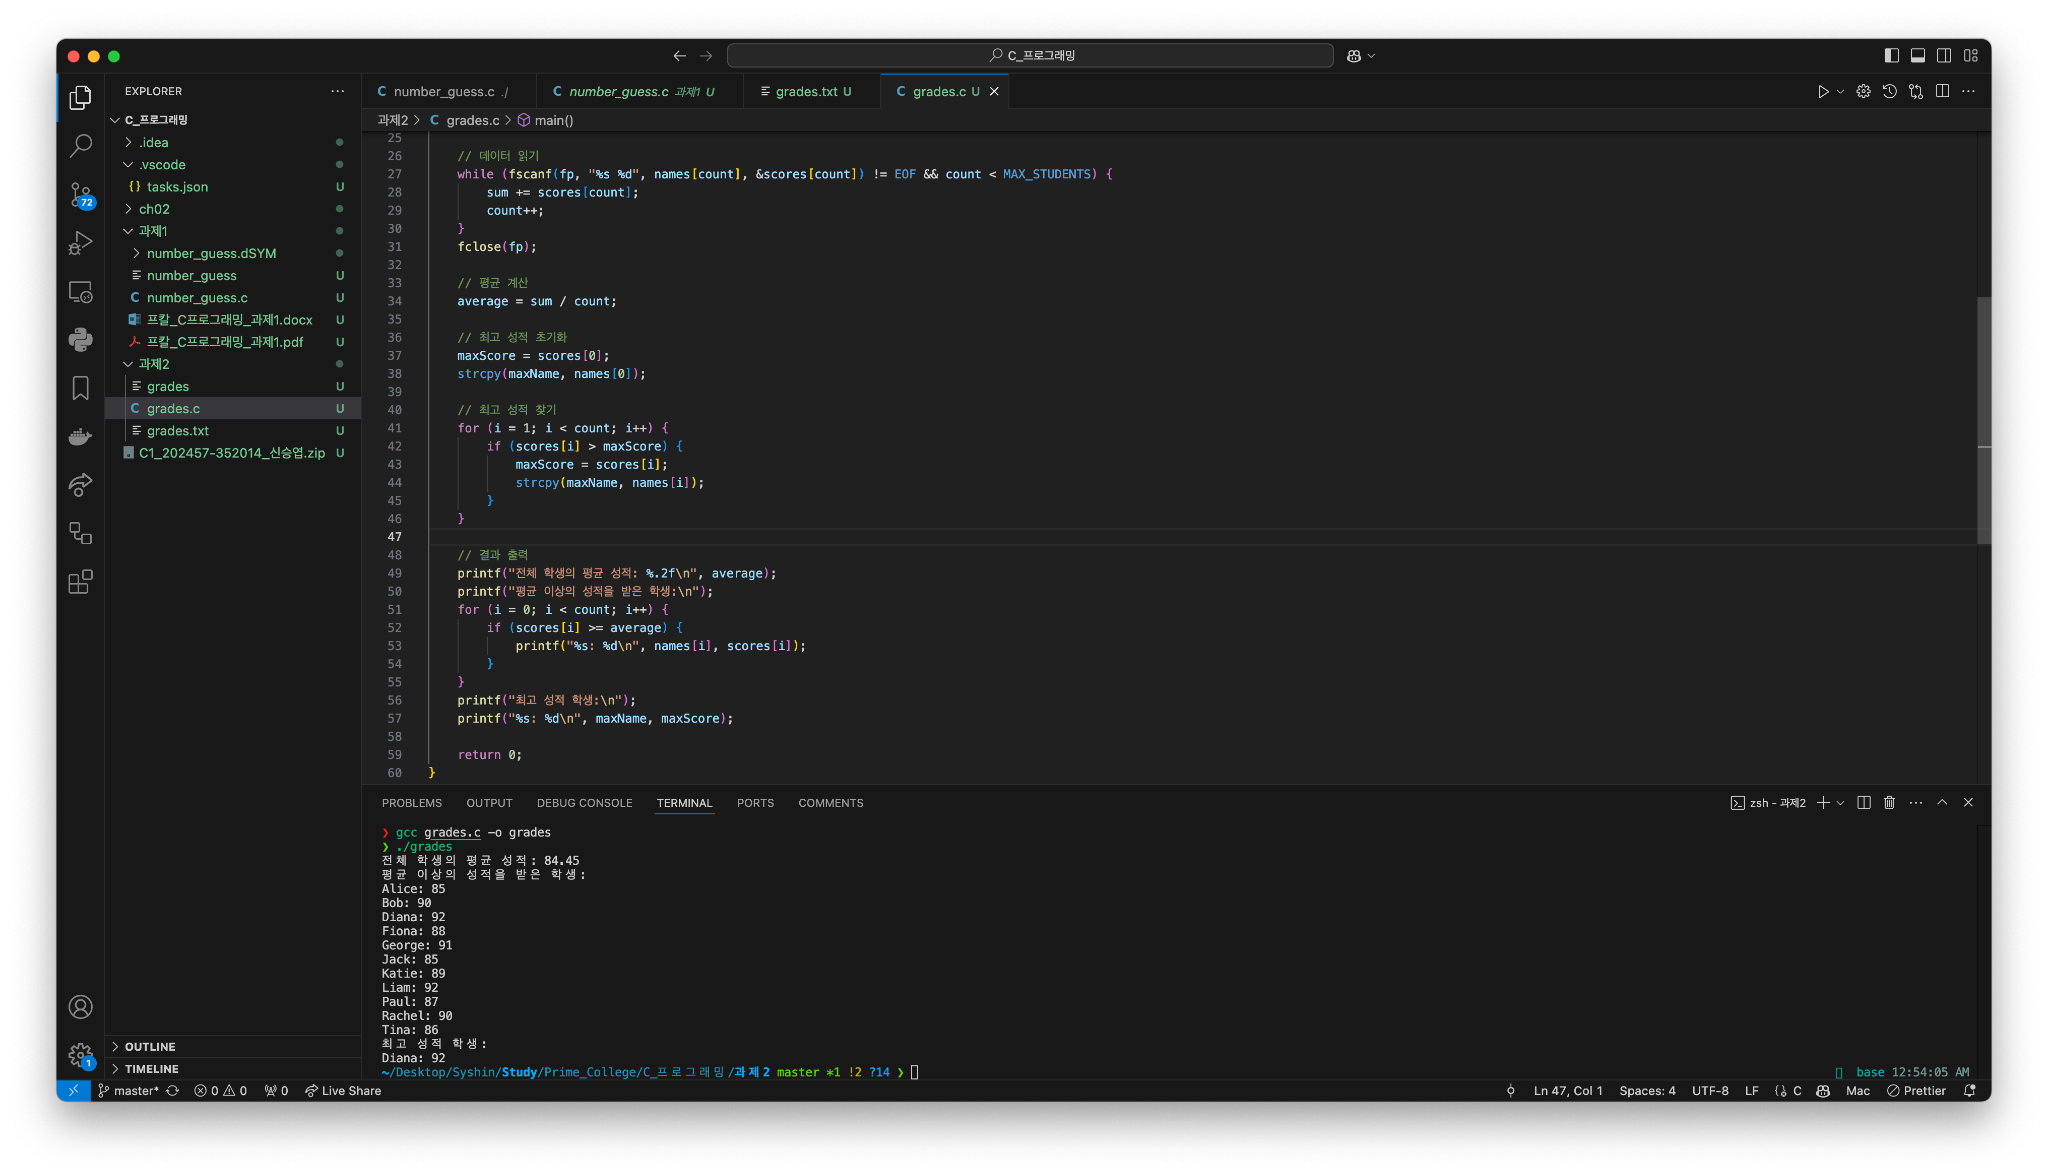 C_프로그래밍
EXPLORER
C_프로그래밍
.idea
.vscode
{} tasks.json U
ch02
과제1
number_guess.dSYM
number_guess U
C number_guess.c U
프칼_C프로그래밍_과제1.docx U
프칼_C프로그래밍_과제1.pdf U
과제2
grades U
C grades.c U
grades.txt U
C1_202457-352014_신승엽.zip U
72
1
OUTLINE
TIMELINE
C number_guess.c ./
C number_guess.c 과제1 U
grades.txt U
C grades.c U
과제2 > C grades.c > main()
25
26 // 데이터 읽기
27 while (fscanf(fp, "%s %d", names[count], &scores[count]) != EOF && count < MAX_STUDENTS) {
28 sum += scores[count];
29 count++;
30 }
31 fclose(fp);
32
33 // 평균 계산
34 average = sum / count;
35
36 // 최고 성적 초기화
37 maxScore = scores[0];
38 strcpy(maxName, names[0]);
39
40 // 최고 성적 찾기
41 for (i = 1; i < count; i++) {
42 if (scores[i] > maxScore) {
43 maxScore = scores[i];
44 strcpy(maxName, names[i]);
45 }
46 }
47
48 // 결과 출력
49 printf("전체 학생의 평균 성적: %.2f\n", average);
50 printf("평균 이상의 성적을 받은 학생:\n");
51 for (i = 0; i < count; i++) {
52 if (scores[i] >= average) {
53 printf("%s: %d\n", names[i], scores[i]);
54 }
55 }
56 printf("최고 성적 학생:\n");
57 printf("%s: %d\n", maxName, maxScore);
58
59 return 0;
60 }
PROBLEMS OUTPUT DEBUG CONSOLE TERMINAL PORTS COMMENTS
zsh - 과제2
❯ gcc grades.c -o grades
❯ ./grades
전체 학생의 평균 성적: 84.45
평균 이상의 성적을 받은 학생:
Alice: 85
Bob: 90
Diana: 92
Fiona: 88
George: 91
Jack: 85
Katie: 89
Liam: 92
Paul: 87
Rachel: 90
Tina: 86
최고 성적 학생:
Diana: 92
~/Desktop/Syshin/Study/Prime_College/C_프로그래밍/과제2 master *1 !2 ?14 ❯
base 12:54:05 AM
master* 0 0 0 Live Share
Ln 47, Col 1 Spaces: 4 UTF-8 LF C Mac Prettier